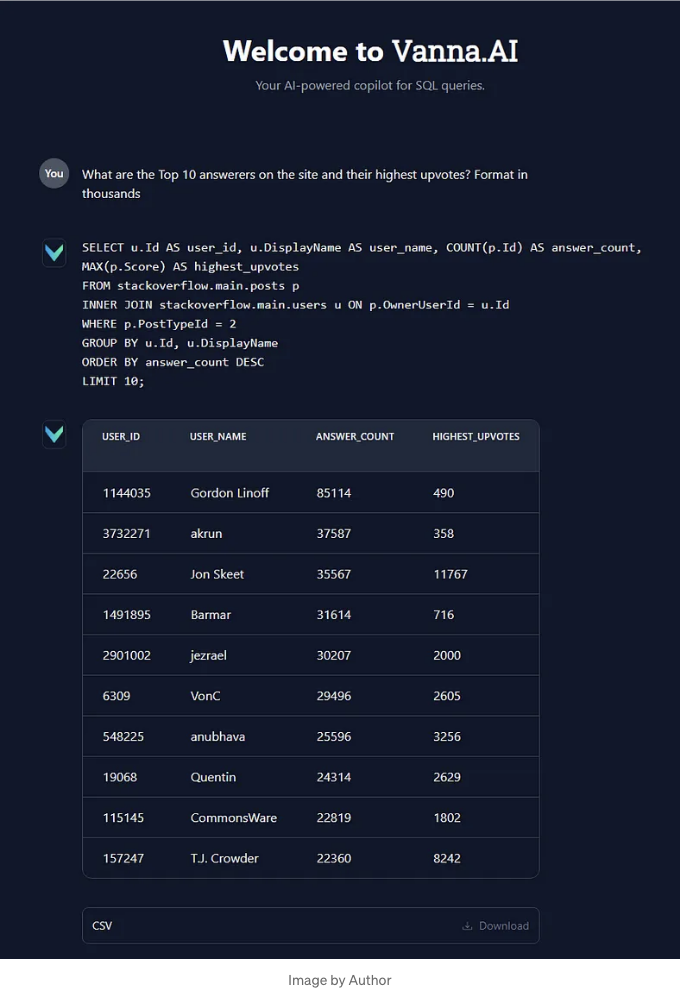 Welcome to Vanna.AI
Your AI-powered copilot for SQL queries.
You
What are the Top 10 answerers on the site and their highest upvotes? Format in
thousands
SELECT u.Id AS user_id, u.DisplayName AS user_name, COUNT(p.Id) AS answer_count,
MAX(p.Score) AS highest_upvotes
FROM stackoverflow.main.posts p
INNER JOIN stackoverflow.main.users u ON p.OwnerUserId = u.Id
WHERE p.PostTypeId = 2
GROUP BY u.Id, u.DisplayName
ORDER BY answer_count DESC
LIMIT 10;
USER_ID USER_NAME ANSWER_COUNT HIGHEST_UPVOTES
1144035 Gordon Linoff 85114 490
3732271 akrun 37587 358
22656 Jon Skeet 35567 11767
1491895 Barmar 31614 716
2901002 jezrael 30207 2000
6309 VonC 29496 2605
548225 anubhava 25596 3256
19068 Quentin 24314 2629
115145 CommonsWare 22819 1802
157247 T.J. Crowder 22360 8242
CSV Download
Image by Author